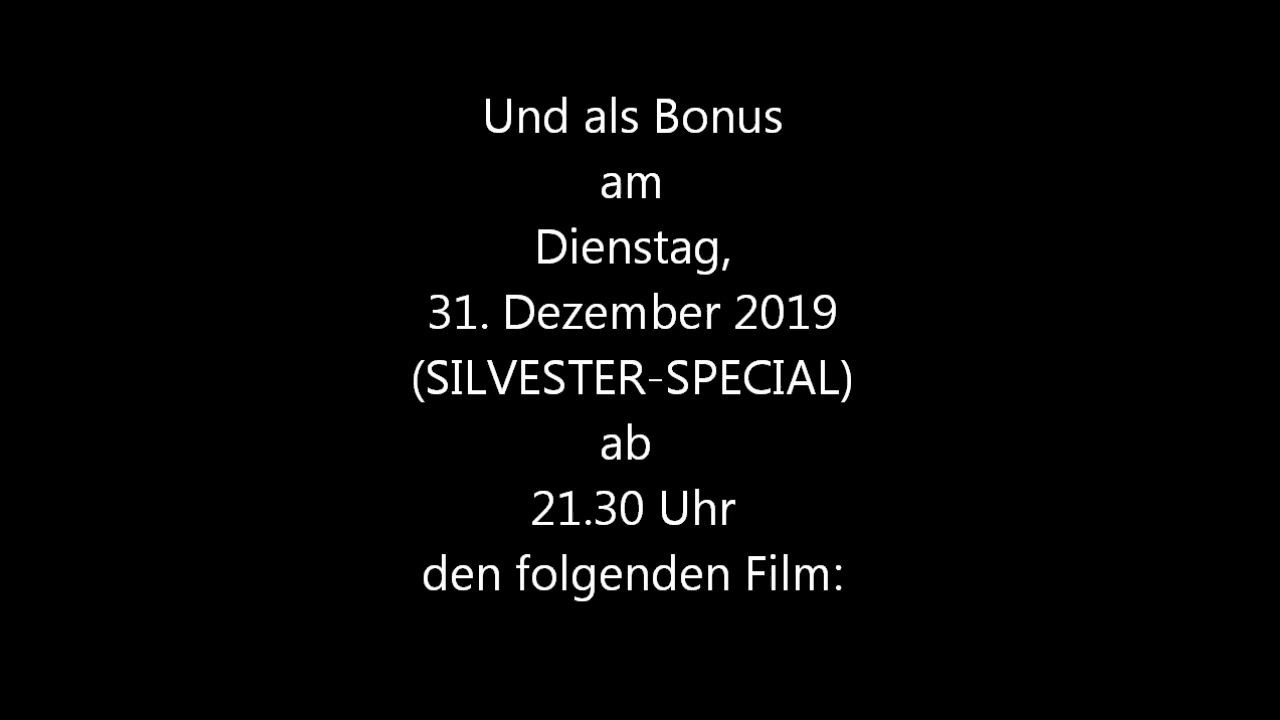 Und als Bonus
am
Dienstag,
31. Dezember 2019
(SILVESTER-SPECIAL)
ab
21.30 Uhr
den folgenden Film: